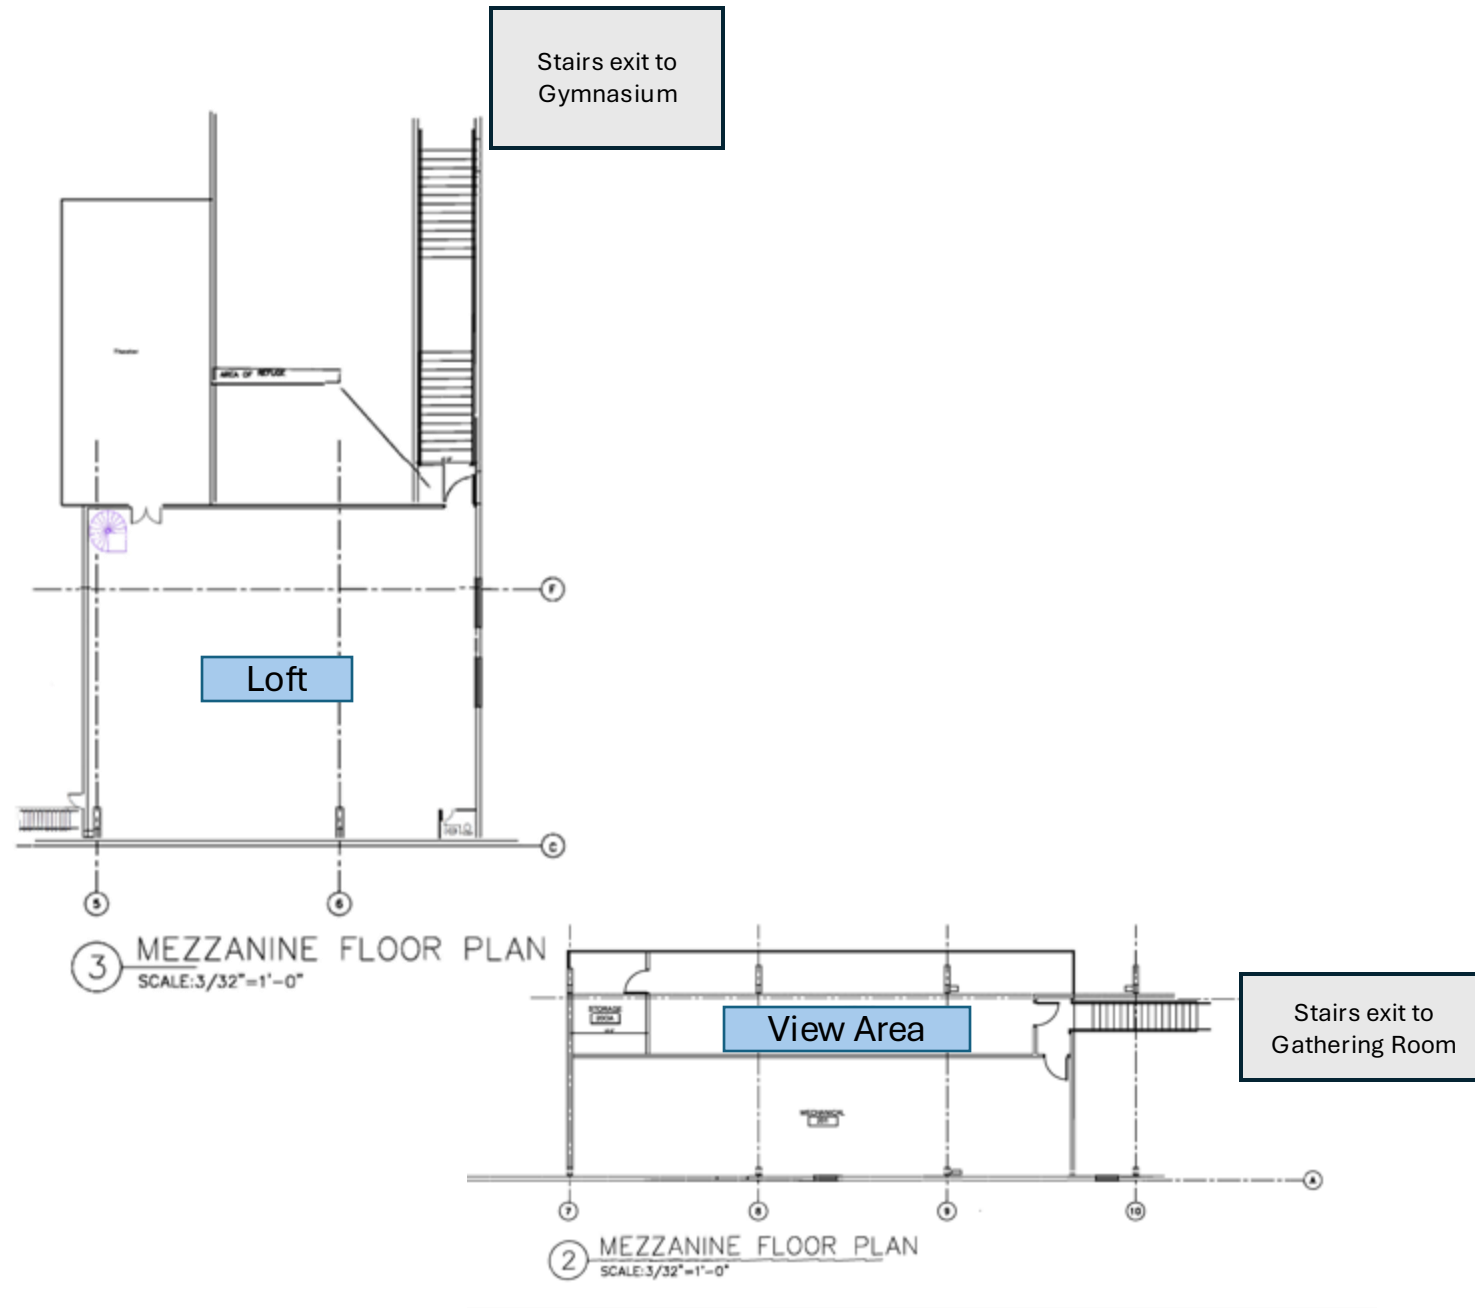 Stairs exit to
Gymnasium
Theater
AREA OF REFUGE
F
Loft
C
5
6
3
MEZZANINE FLOOR PLAN
SCALE:3/32"=1'-0"
STORAGE
View Area
Stairs exit to
Gathering Room
MECHANICAL
A
7
8
9
10
2
MEZZANINE FLOOR PLAN
SCALE:3/32"=1'-0"